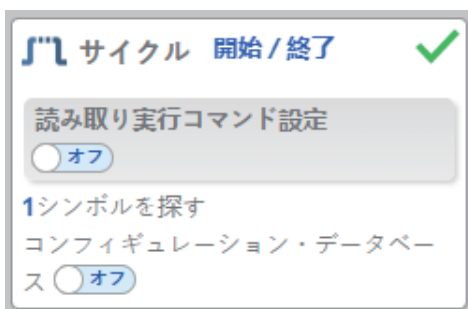 サイクル 開始/終了
読み取り実行コマンド設定
オフ
1シンボルを探す
コンフィギュレーション・データベー
ス オフ